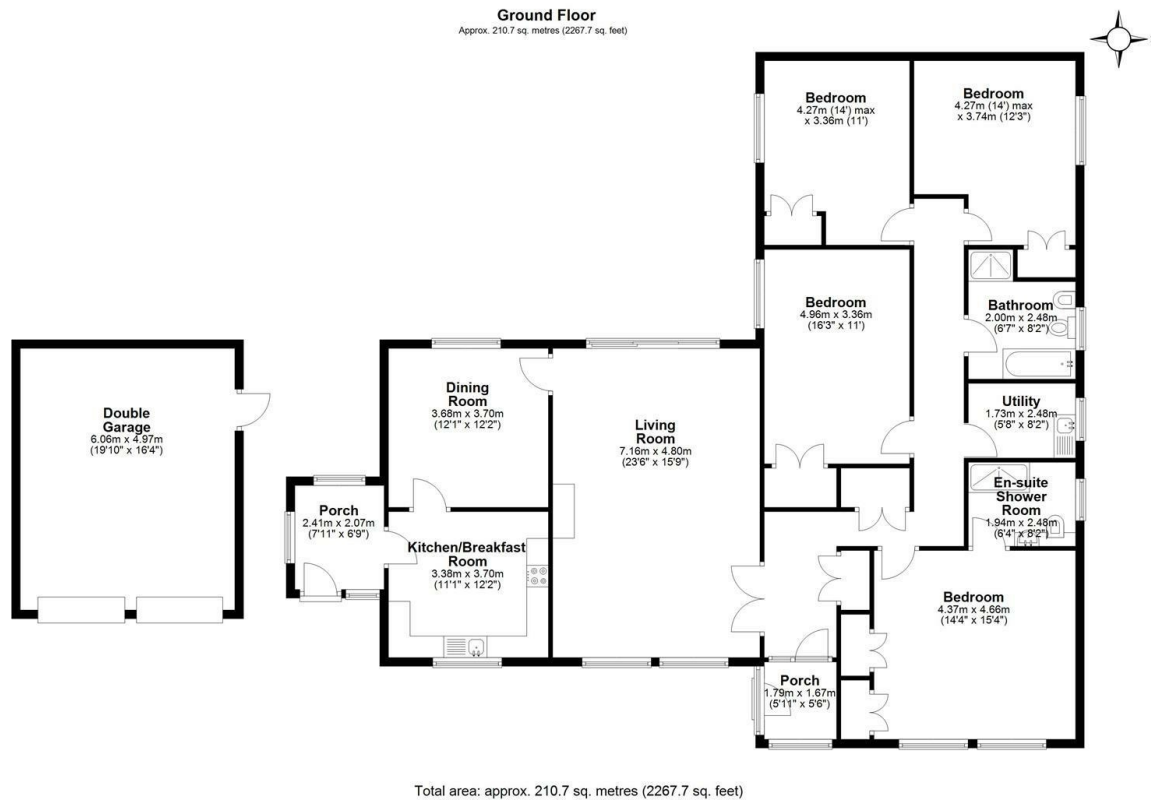 Ground Floor
Approx. 210.7 sq. metres (2267.7 sq. feet)
Bedroom
4.27m (14') max
x 3.36m (11')
Bedroom
4.27m (14') max
x 3.74m (12'3")
Bedroom
4.96m x 3.36m
(16'3" x 11')
Bathroom
2.00m x 2.48m
(6'7" x 8'2")
Double
Garage
6.06m x 4.97m
(19'10" x 16'4")
Dining
Room
3.68m x 3.70m
(12'1" x 12'2")
Living
Room
7.16m x 4.80m
(23'6" x 15'9")
Utility
1.73m x 2.48m
(5'8" x 8'2")
Porch
2.41m x 2.07m
(7'11" x 6'9")
Kitchen/Breakfast
Room
3.38m x 3.70m
(11'1" x 12'2")
En-suite
Shower
Room
1.94m x 2.48m
(6'4" x 8'2")
Bedroom
4.37m x 4.66m
(14'4" x 15'4")
Porch
1.79m x 1.67m
(5'11" x 5'6")
Total area: approx. 210.7 sq. metres (2267.7 sq. feet)